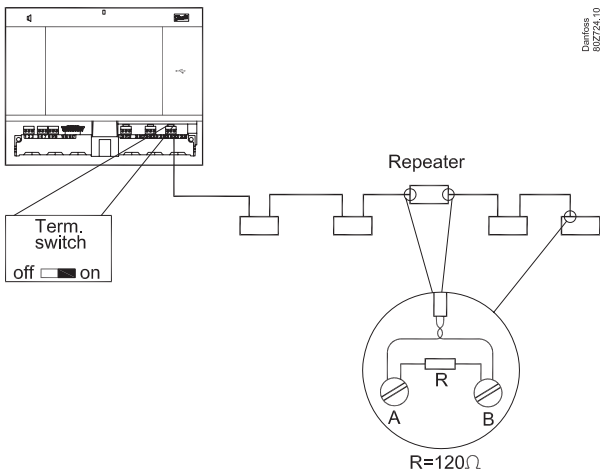 Danfoss
80Z724.10
Repeater
Term.
switch
off on
R
A B
R=120Ω